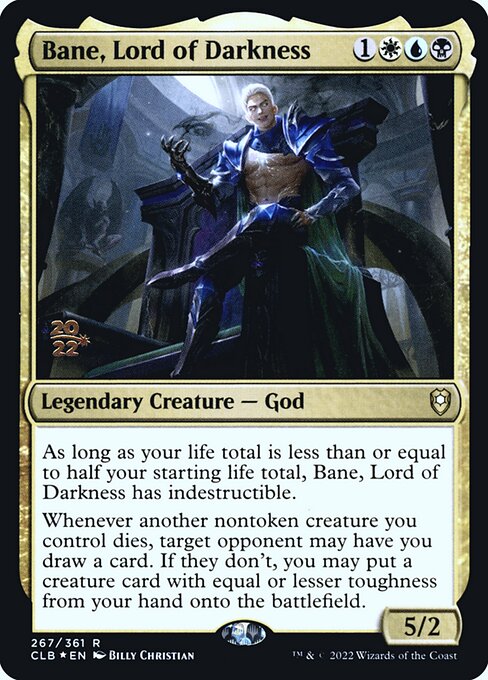 Bane, Lord of Darkness 1
20
22
Legendary Creature — God
As long as your life total is less than or equal
to half your starting life total, Bane, Lord of
Darkness has indestructible.
Whenever another nontoken creature you
control dies, target opponent may have you
draw a card. If they don't, you may put a
creature card with equal or lesser toughness
from your hand onto the battlefield.
5/2
267/361 R
CLB ★ EN Billy Christian
™ & © 2022 Wizards of the Coast